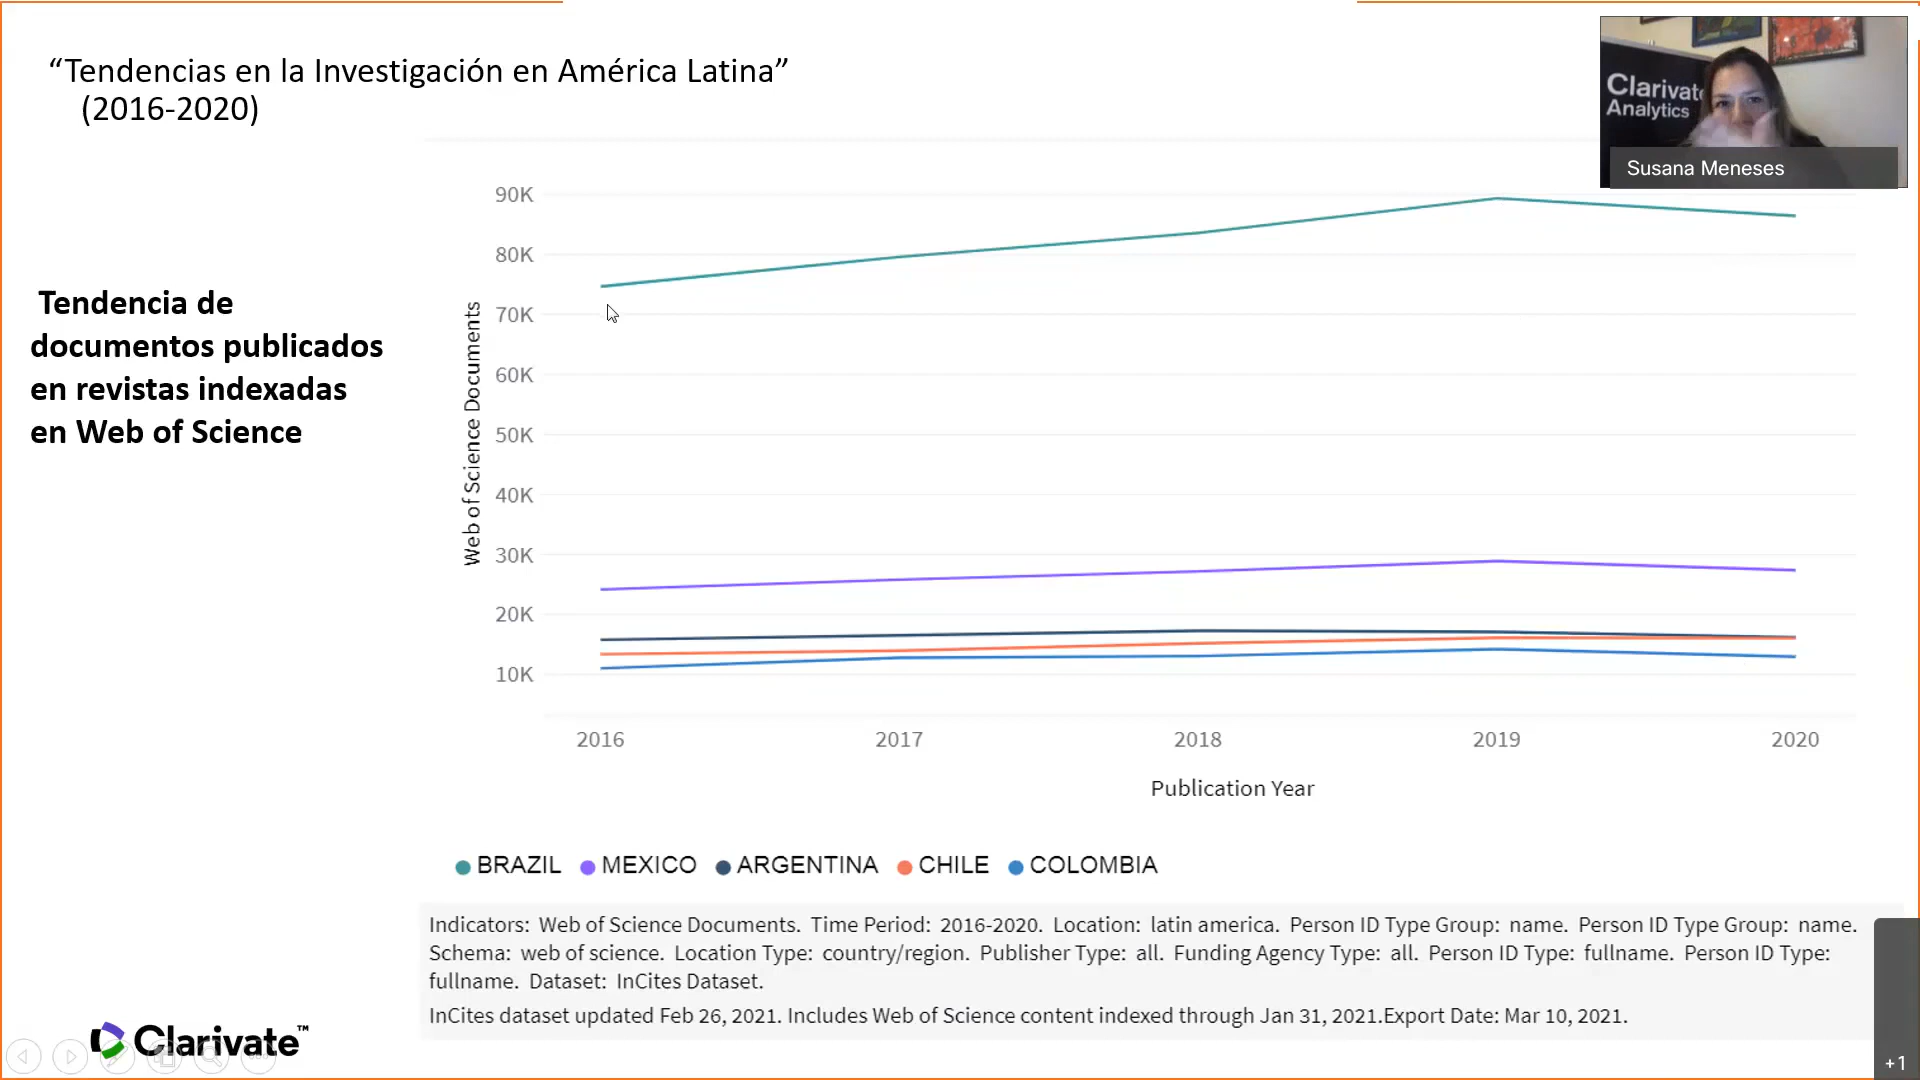 “Tendencias en la Investigación en América Latina”
(2016-2020)
Clarivate
Analytics
Susana Meneses
Tendencia de
documentos publicados
en revistas indexadas
en Web of Science
Web of Science Documents
90K
80K
70K
60K
50K
40K
30K
20K
10K
2016 2017 2018 2019 2020
Publication Year
BRAZIL MEXICO ARGENTINA CHILE COLOMBIA
Indicators: Web of Science Documents. Time Period: 2016-2020. Location: latin america. Person ID Type Group: name. Person ID Type Group: name.
Schema: web of science. Location Type: country/region. Publisher Type: all. Funding Agency Type: all. Person ID Type: fullname. Person ID Type:
fullname. Dataset: InCites Dataset.
InCites dataset updated Feb 26, 2021. Includes Web of Science content indexed through Jan 31, 2021.Export Date: Mar 10, 2021.
Clarivate™
+1